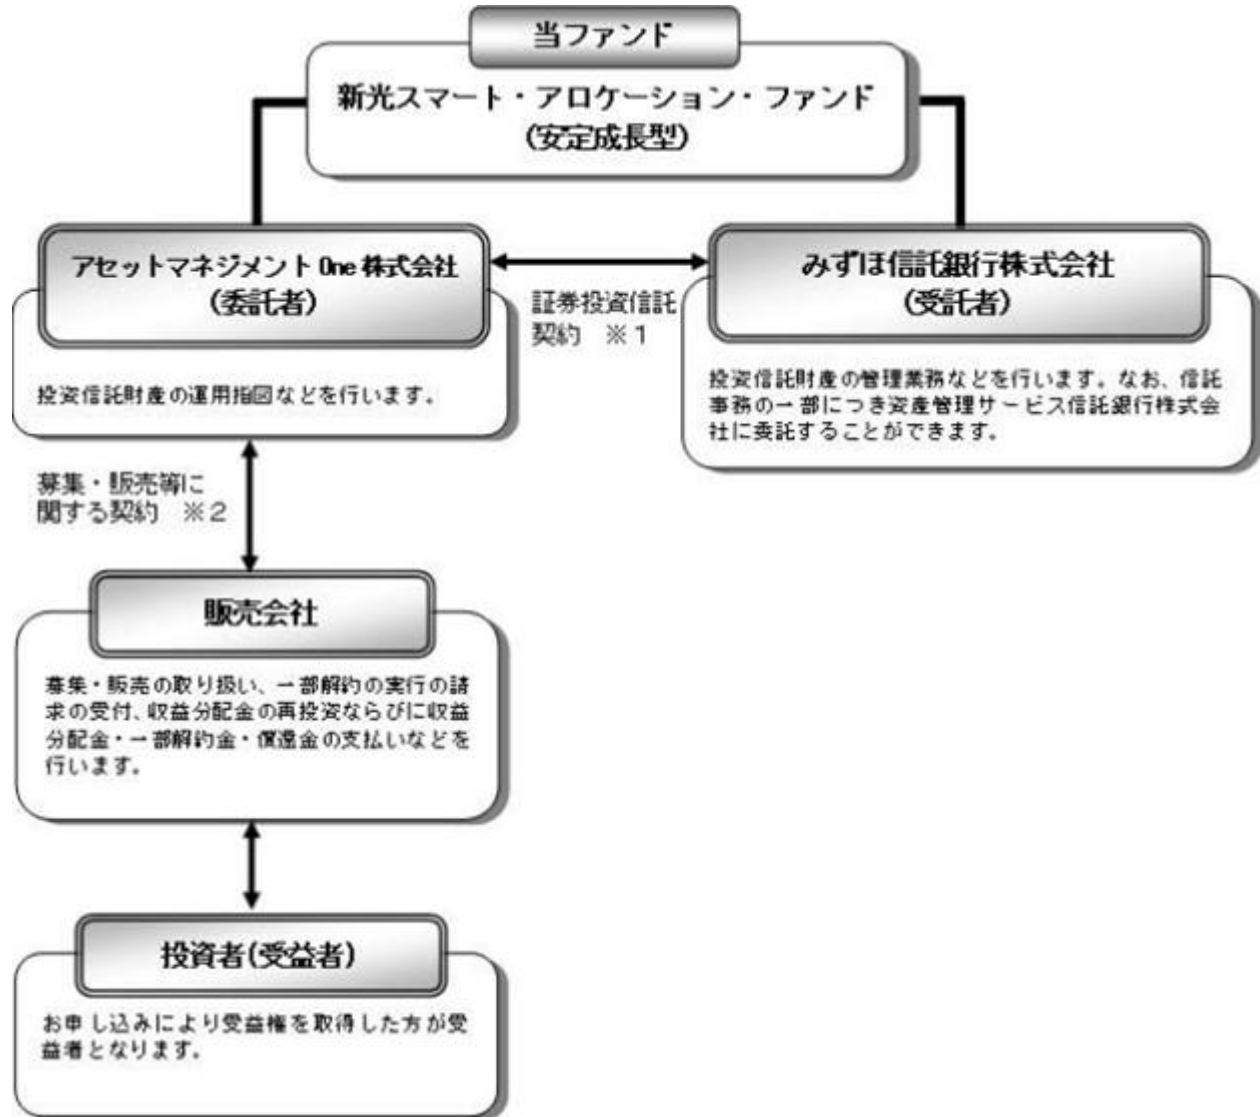 当ファンド
新光スマート・アロケーション・ファンド
(安定成長型)
アセットマネジメント One 株式会社
(委託者)
投資信託財産の運用指図などを行います。
証券投資信託
契約 ※1
みずほ信託銀行株式会社
(受託者)
投資信託財産の管理業務などを行います。なお、信託
事務の一部につき資産管理サービス信託銀行株式会
社に委託することができます。
募集・販売等に
関する契約 ※2
販売会社
募集・販売の取り扱い、一部解約の実行の請
求の受付、収益分配金の再投資ならびに収益
分配金・一部解約金・償還金の支払いなどを
行います。
投資者(受益者)
お申し込みにより受益権を取得した方が受
益者となります。